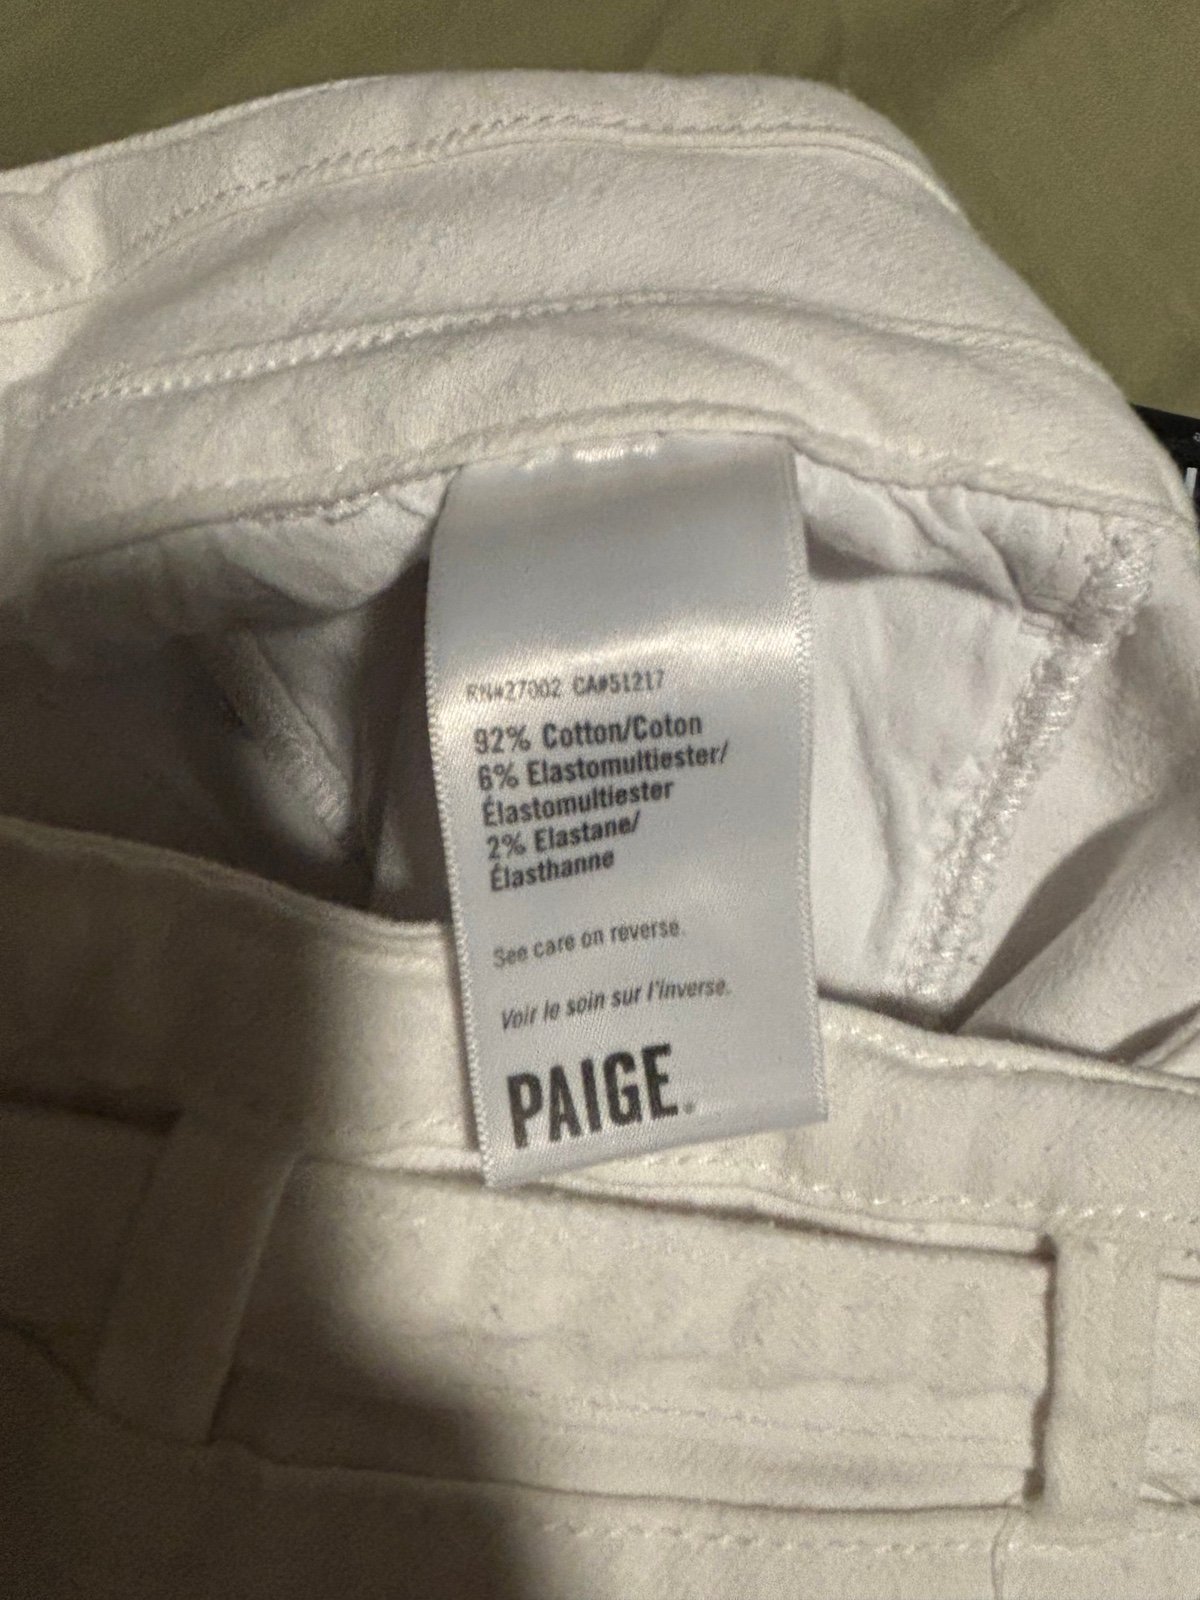 RN#27002 CA#51217
92% Cotton/Coton
6% Elastomultiester/
Élastomultiester
2% Elastane/
Élasthanne
See care on reverse.
Voir le soin sur l'inverse.
PAIGE.